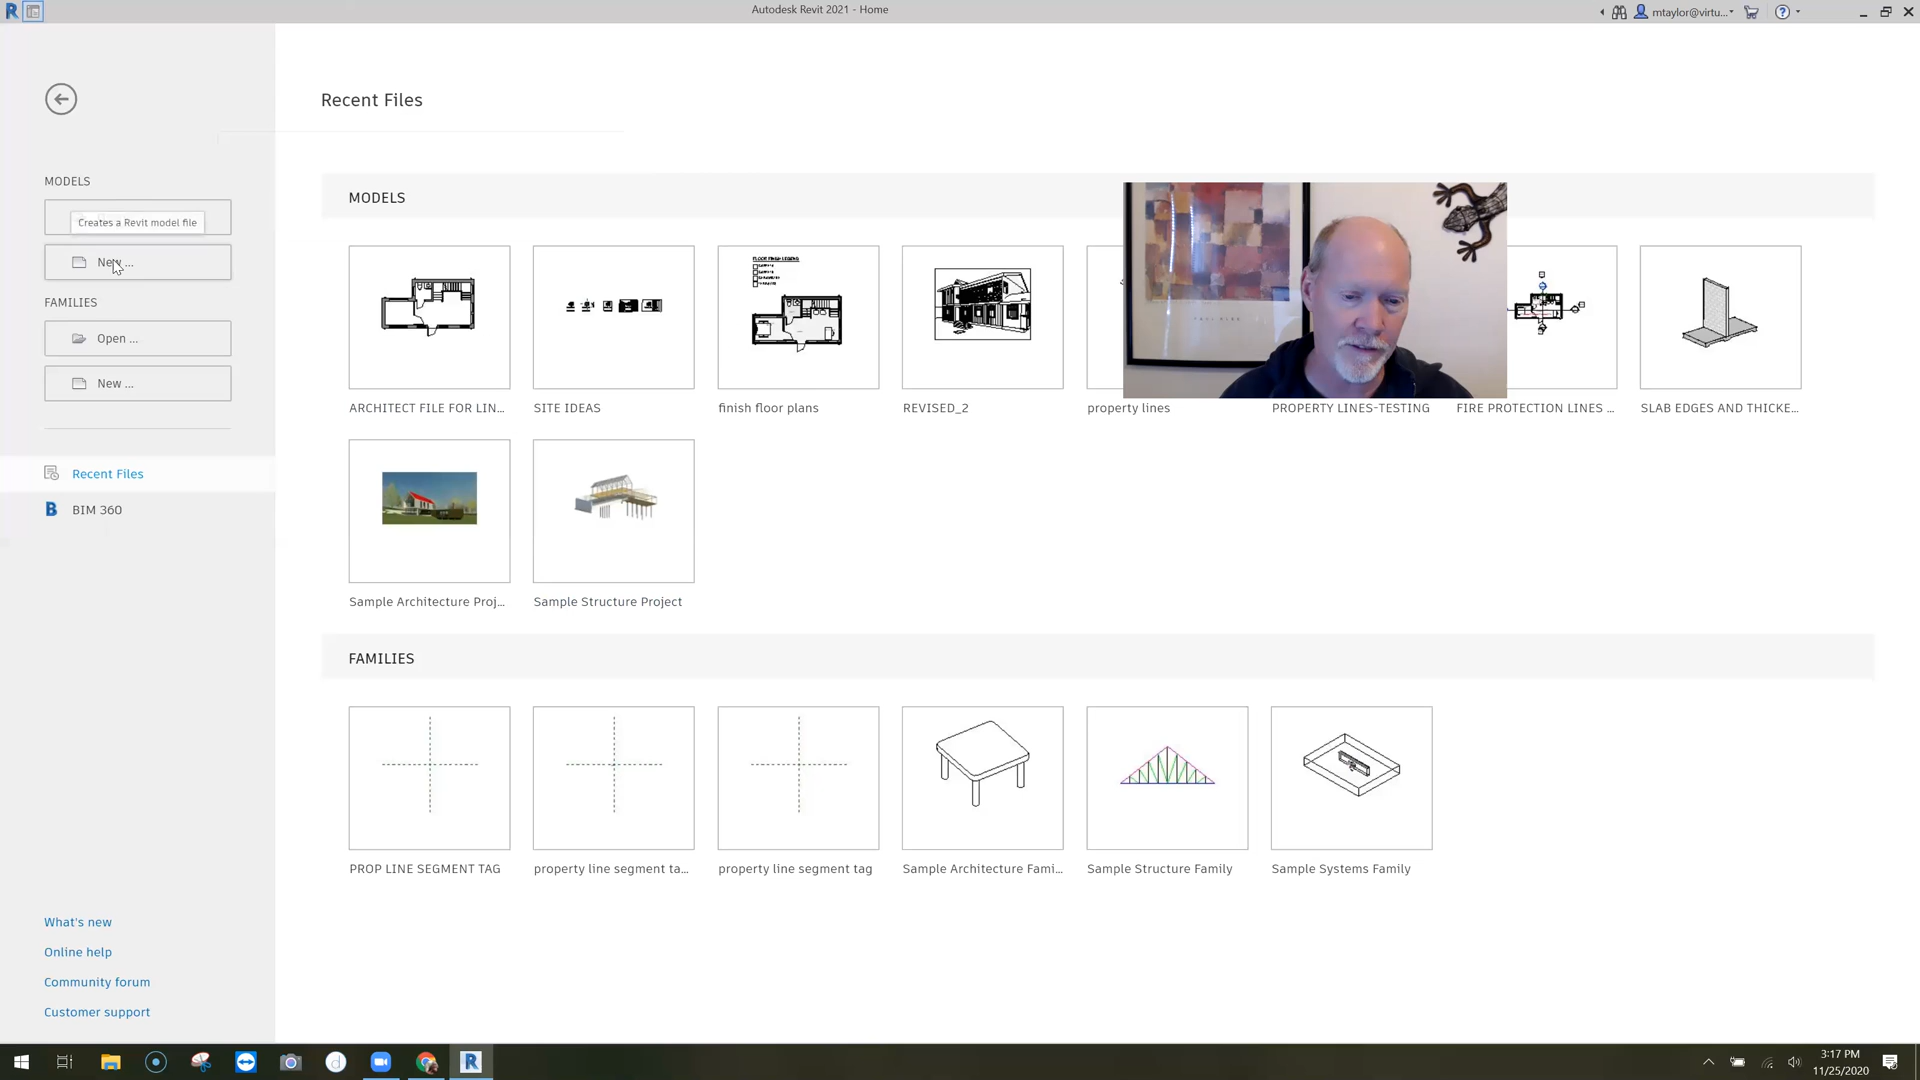 Autodesk Revit 2021 - Home
mtaylor@virtu...
Recent Files
MODELS
Creates a Revit model file
New ...
FAMILIES
Open ...
New ...
Recent Files
BIM 360
What's new
Online help
Community forum
Customer support
MODELS
ARCHITECT FILE FOR LIN...
SITE IDEAS
finish floor plans
REVISED_2
property lines
PROPERTY LINES-TESTING
FIRE PROTECTION LINES ...
SLAB EDGES AND THICKE...
Sample Architecture Proj...
Sample Structure Project
FAMILIES
PROP LINE SEGMENT TAG
property line segment ta...
property line segment tag
Sample Architecture Fami...
Sample Structure Family
Sample Systems Family
3:17 PM
11/25/2020